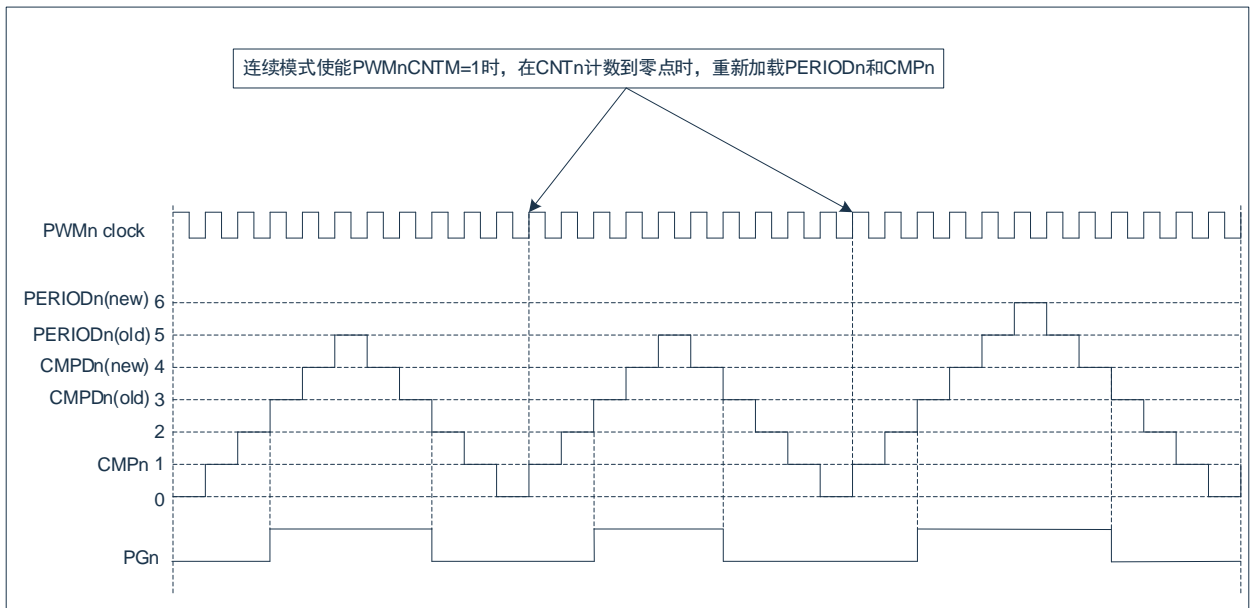 连续模式使能PWMnCNTM=1时，在CNTn计数到零点时，重新加载PERIODn和CMPn
PWMn clock
PERIODn(new) 6
PERIODn(old) 5
CMPDn(new) 4
CMPDn(old) 3
2
CMPn 1
0
PGn